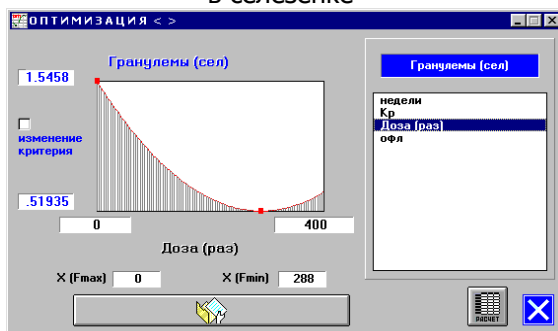 в селезенке
ОПТИМИЗАЦИЯ < >
Гранулемы (сел)
1.5458
изменение
критерия
.51935
0
400
Доза (раз)
X (Fmax) 0 X (Fmin) 288
Гранулемы (сел)
недели
Кр
Доза (раз)
офл
РАСЧЕТ